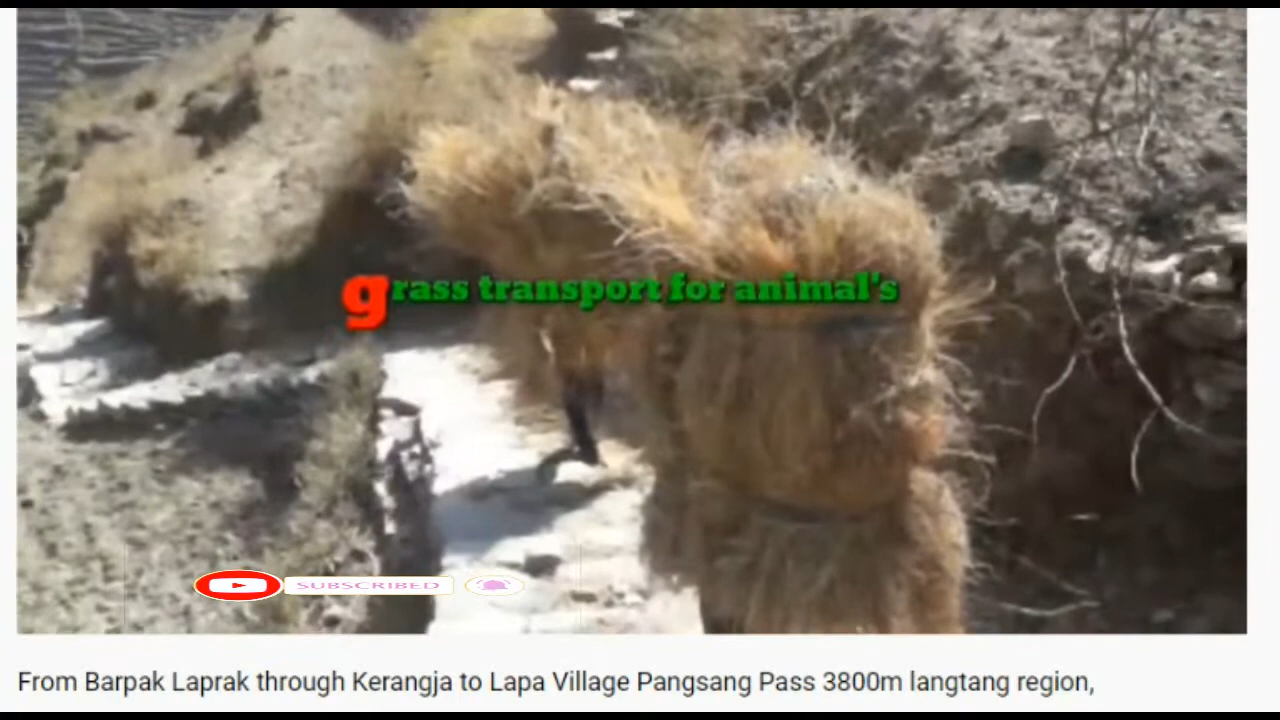 grass transport for animal's
SUBSCRIBED
From Barpak Laprak through Kerangja to Lapa Village Pangsang Pass 3800m langtang region,